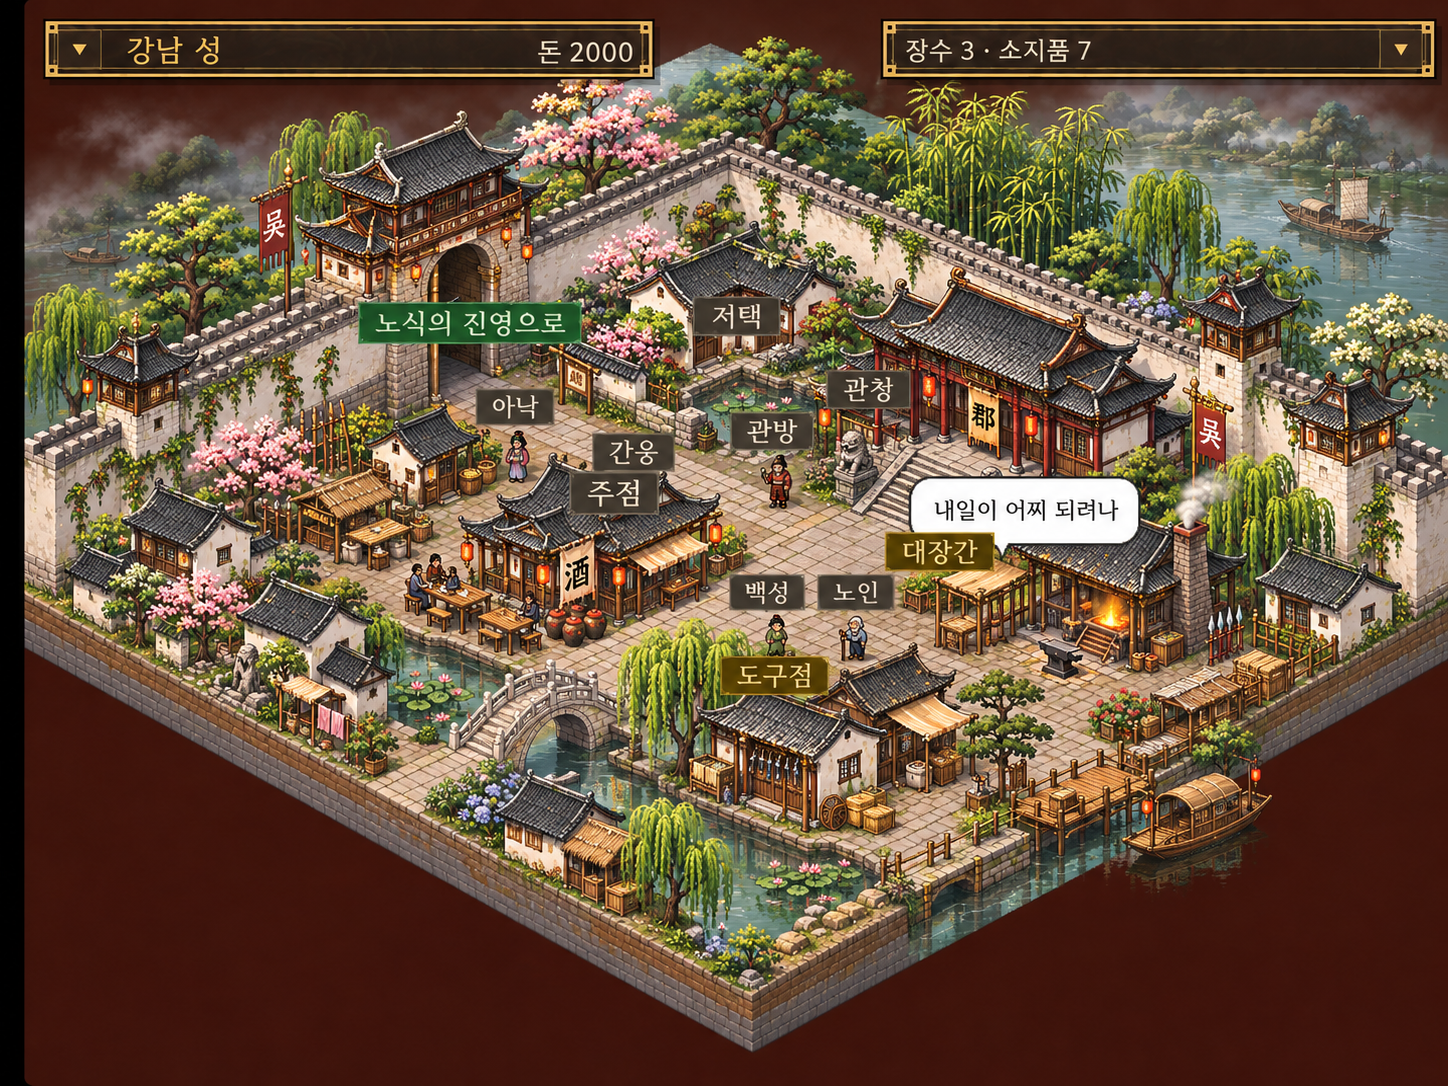 강남 성
돈 2000
장수 3 · 소지품 7
吳
노식의 진영으로
저택
관청
아낙
관방
간웅
주점
郡
吳
내일이 어찌 되려나
대장간
酒
백성
노인
도구점